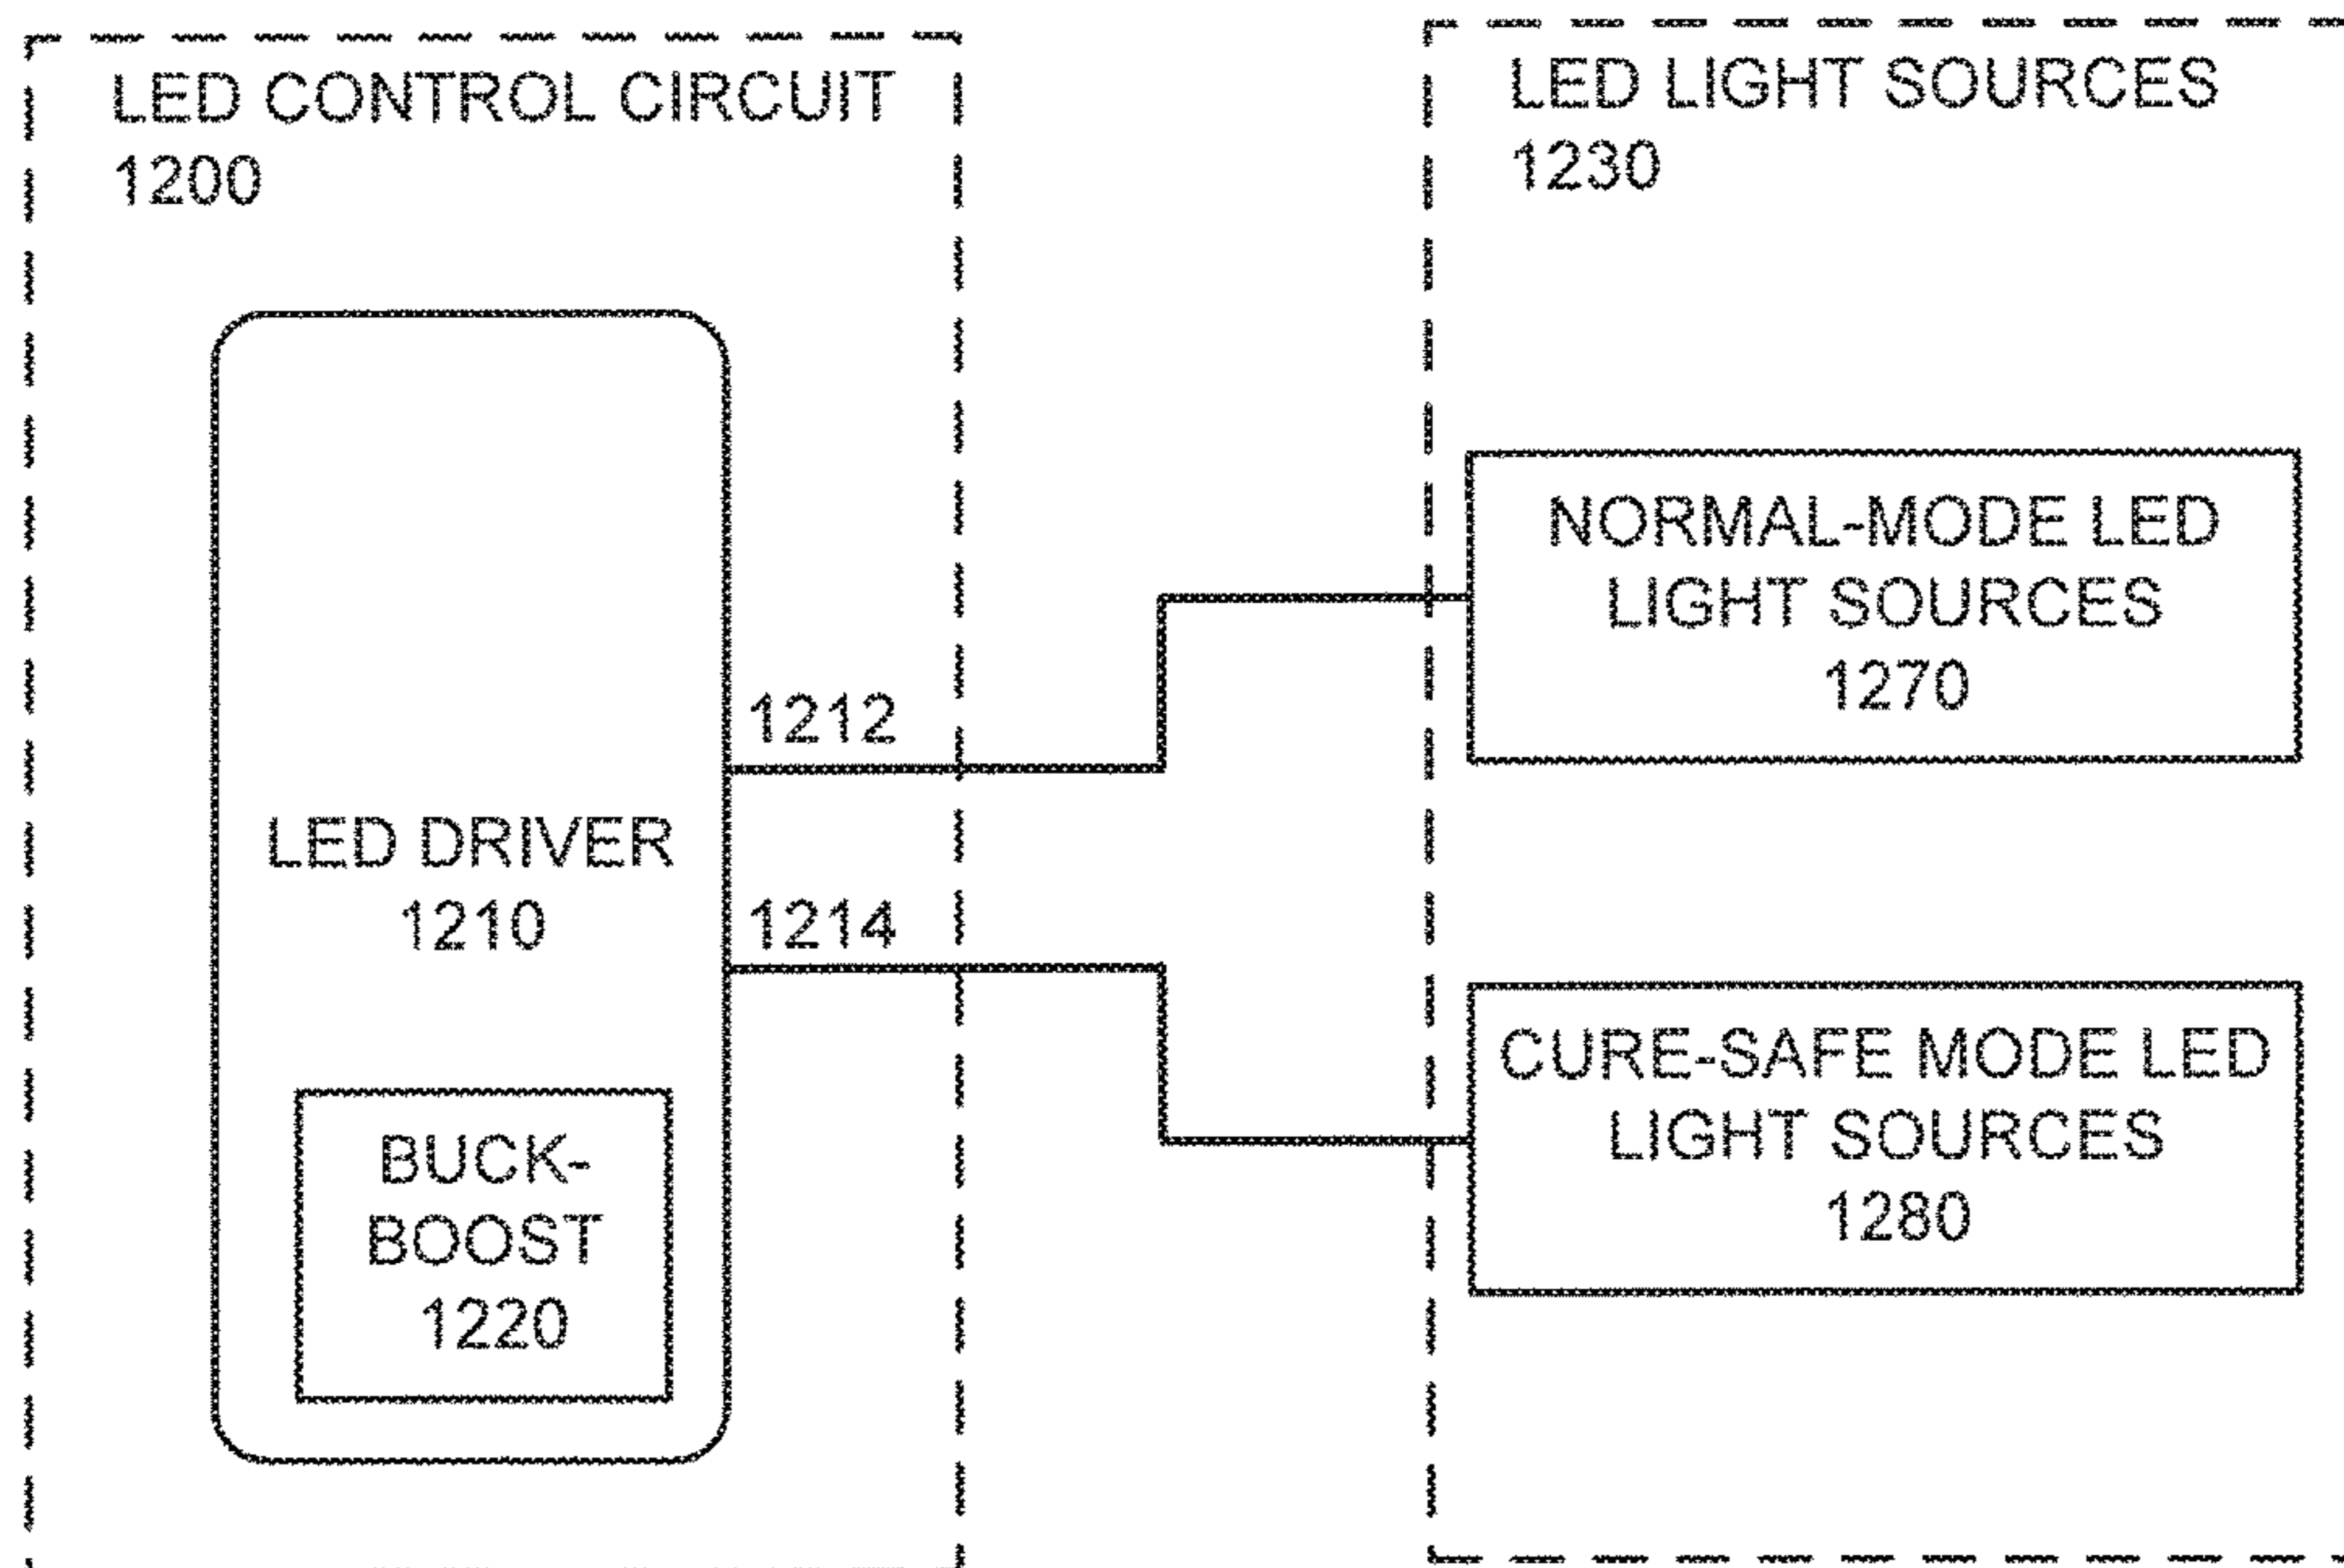 LED CONTROL CIRCUIT
1200
LED DRIVER
1210
BUCK-
BOOST
1220
1212
1214
LED LIGHT SOURCES
1230
NORMAL-MODE LED
LIGHT SOURCES
1270
CURE-SAFE MODE LED
LIGHT SOURCES
1280